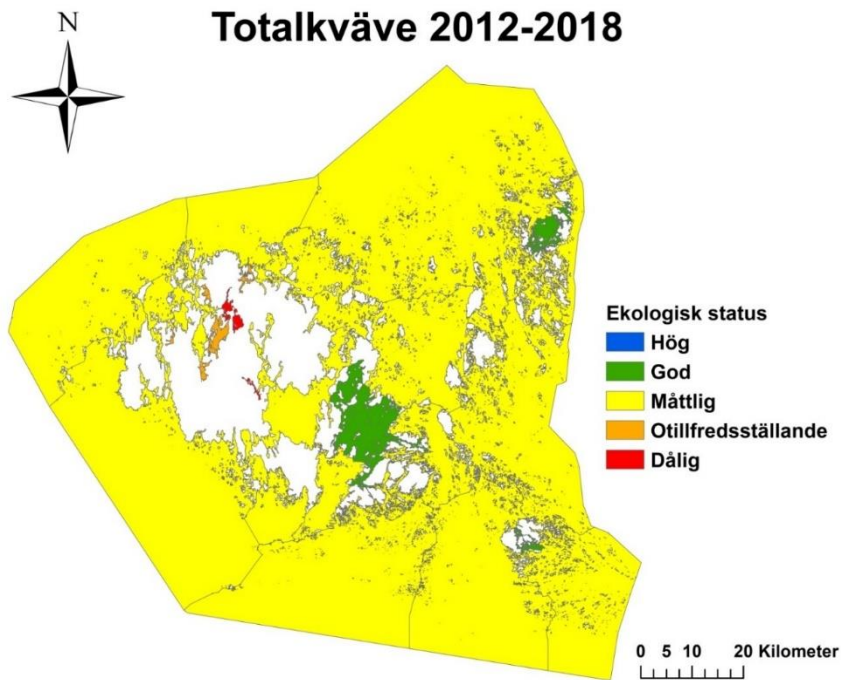 Totalkväve 2012-2018
N
Ekologisk status
Hög
God
Måttlig
Otillfredsställande
Dålig
0 5 10 20 Kilometer